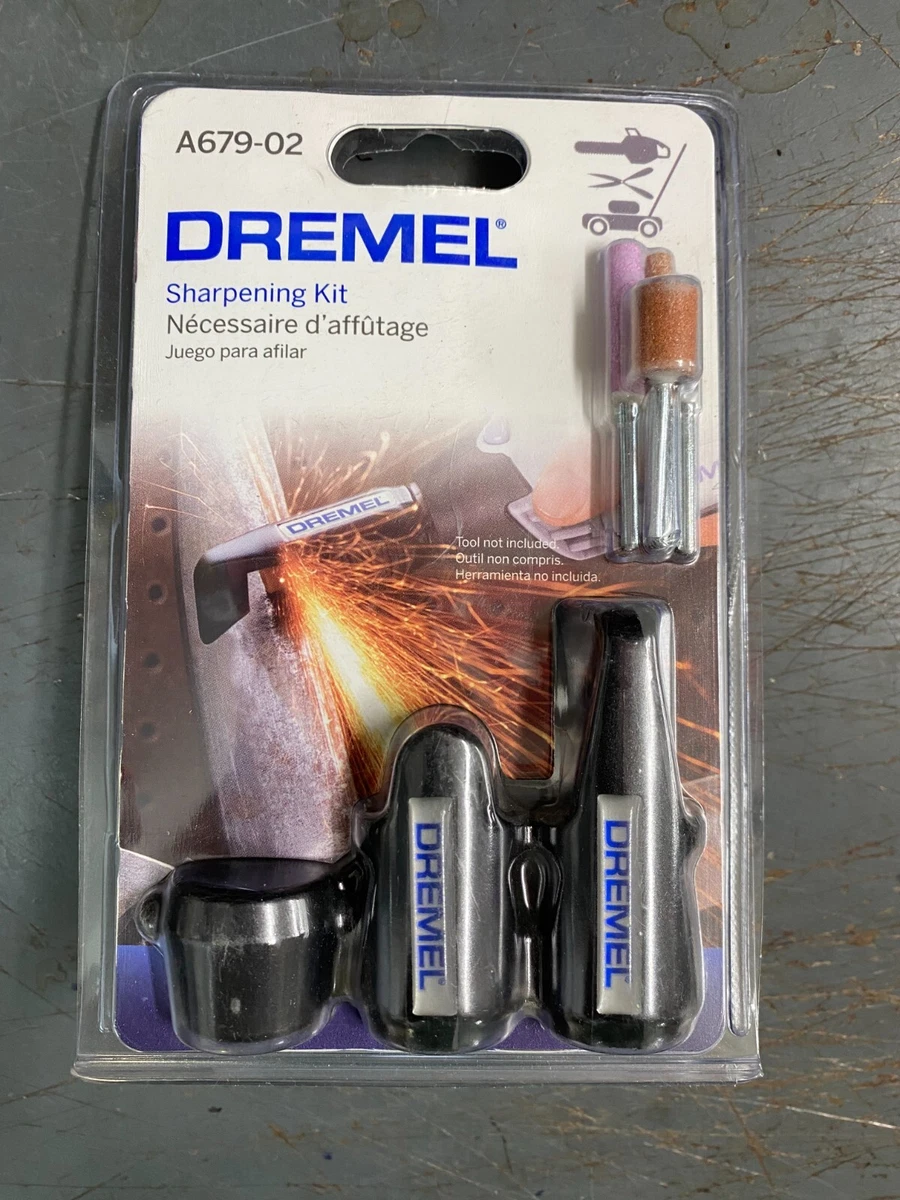 A679-02
DREMEL®
Sharpening Kit
Nécessaire d'affûtage
Juego para afilar
DREMEL
Tool not included.
Outil non compris.
Herramienta no incluida.
DREMEL
DREMEL